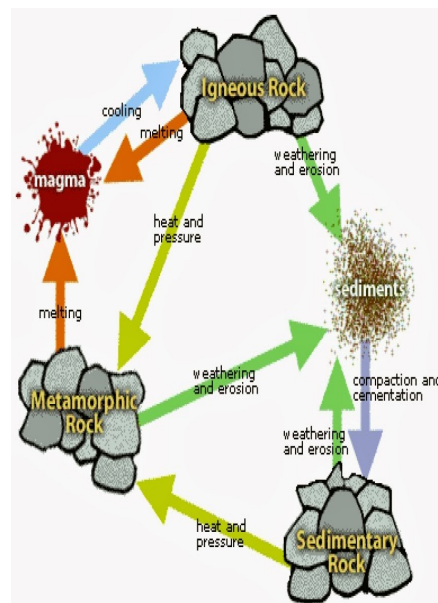 Igneous Rock
cooling
melting
magma
weathering
and erosion
heat and
pressure
sediments
melting
weathering
and erosion
compaction and
cementation
Metamorphic
Rock
weathering
and erosion
heat and
pressure
Sedimentary
Rock